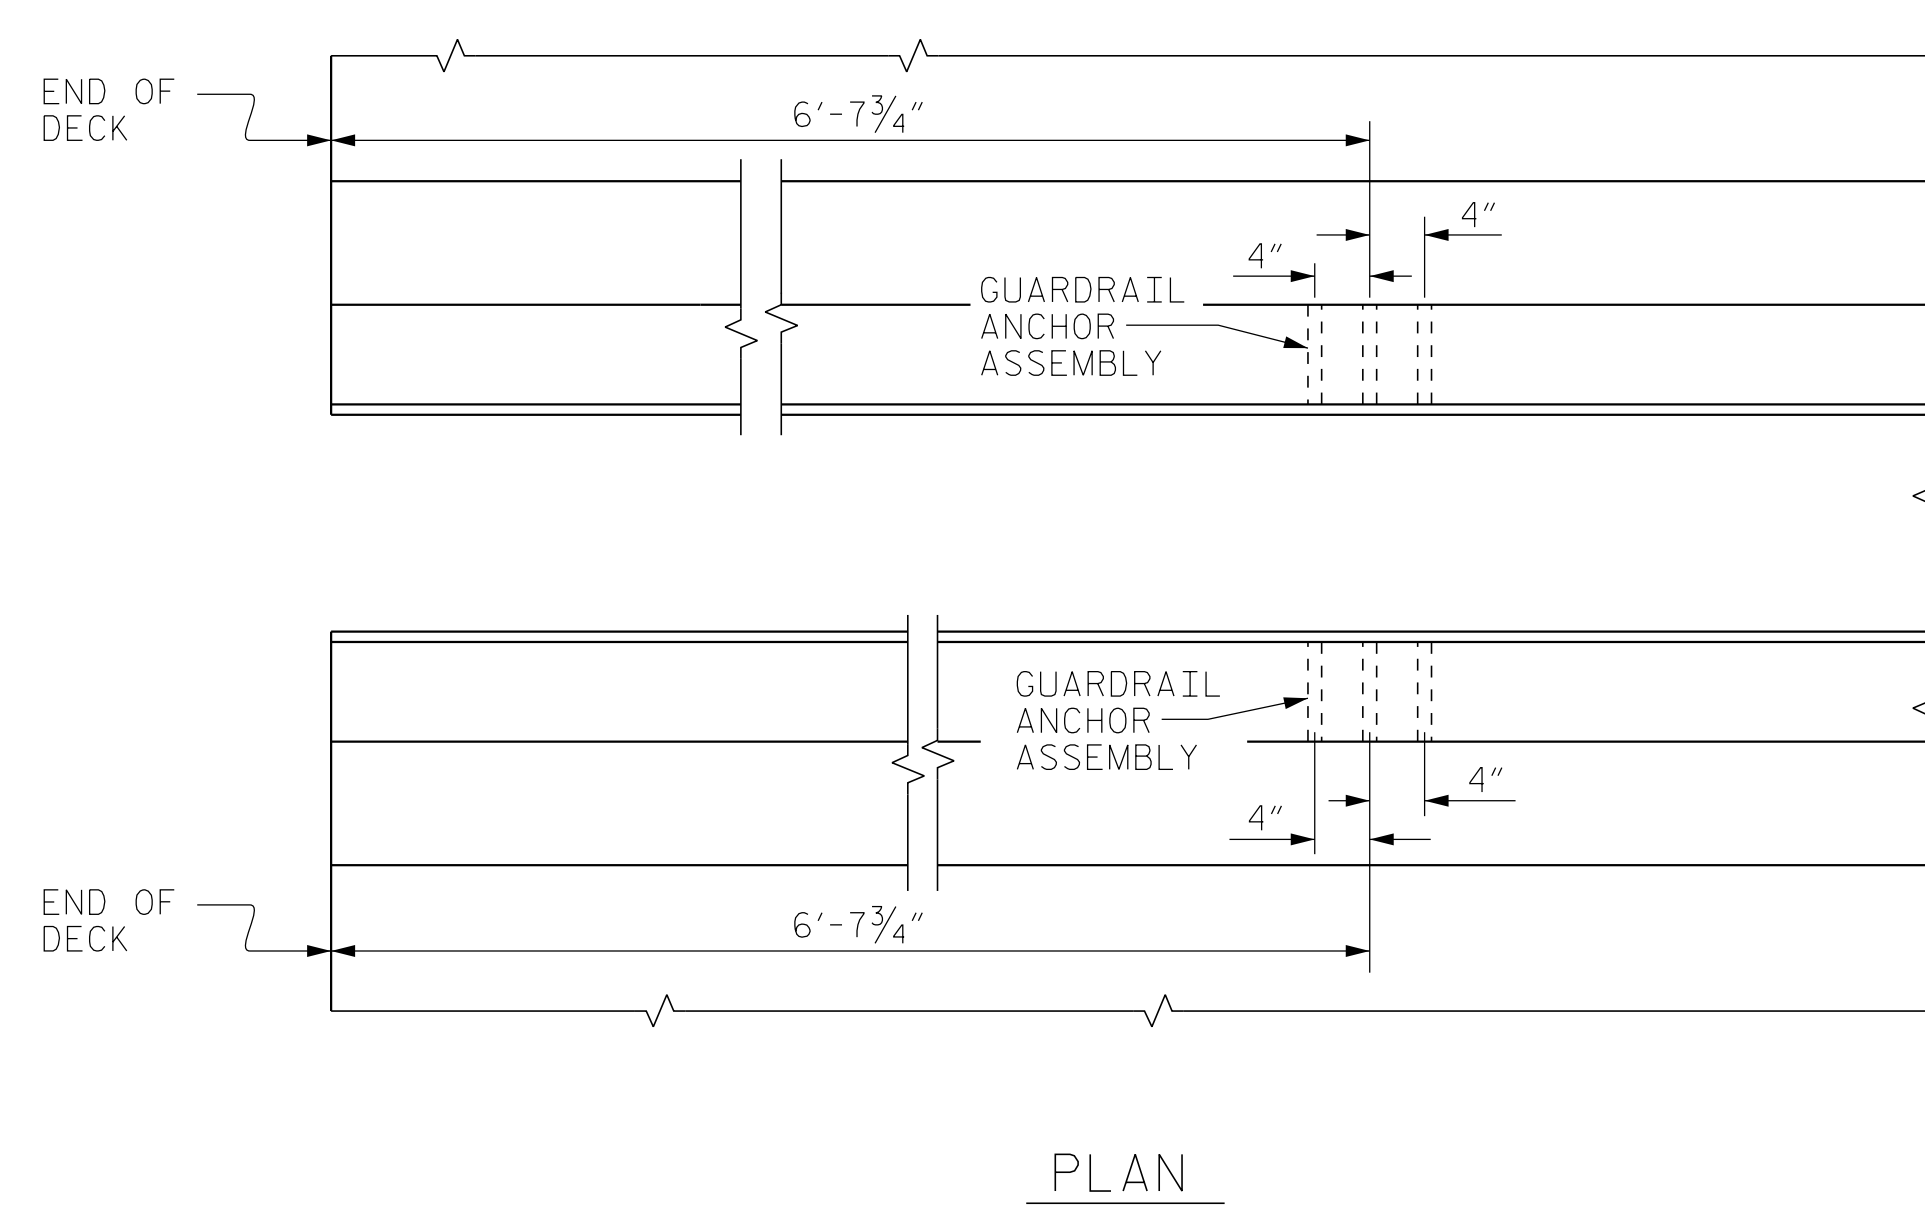 END OF
DECK
6'-7¾"
4"
4"
GUARDRAIL
ANCHOR
ASSEMBLY
GUARDRAIL
ANCHOR
ASSEMBLY
4"
4"
END OF
DECK
6'-7¾"
PLAN